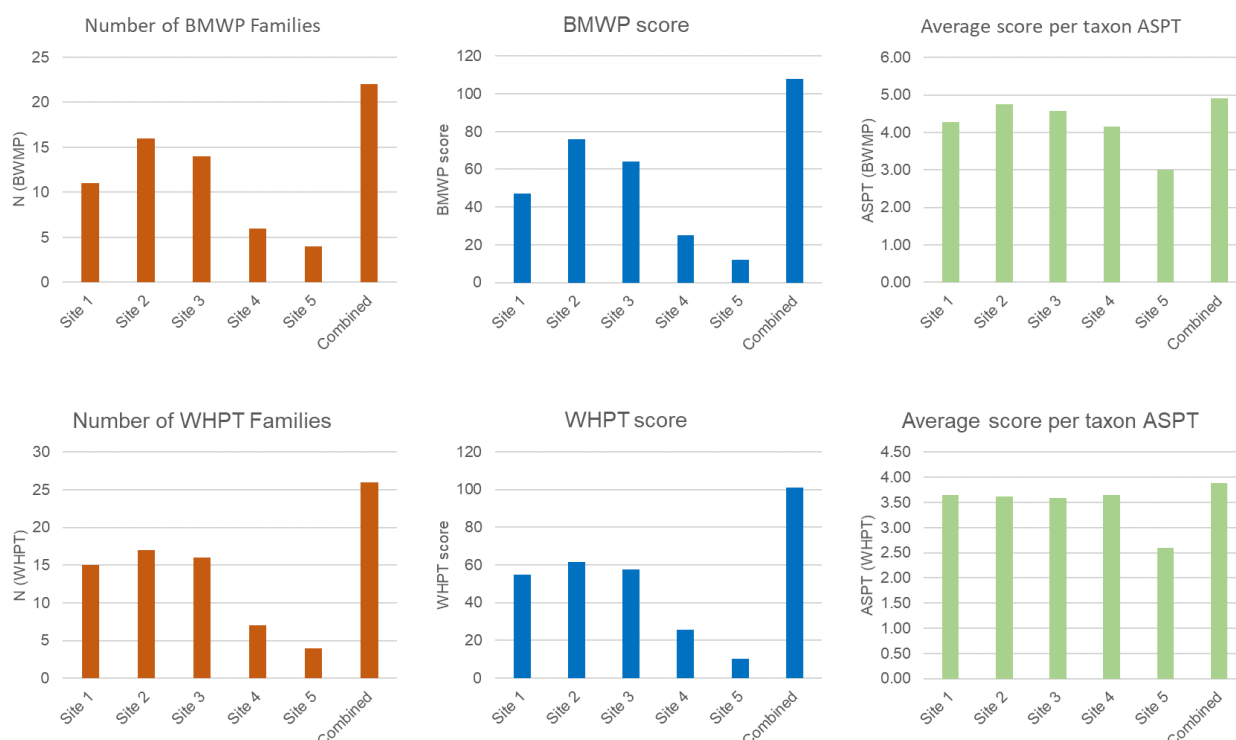 Number of BMWP Families
25
20
15
10
5
0
N (BWMP)
Site 1
Site 2
Site 3
Site 4
Site 5
Combined
BMWP score
120
100
80
60
40
20
0
BMWP score
Site 1
Site 2
Site 3
Site 4
Site 5
Combined
Average score per taxon ASPT
6.00
5.00
4.00
3.00
2.00
1.00
0.00
ASPT (BWMP)
Site 1
Site 2
Site 3
Site 4
Site 5
Combined
Number of WHPT Families
30
25
20
15
10
5
0
N (WHPT)
Site 1
Site 2
Site 3
Site 4
Site 5
Combined
WHPT score
120
100
80
60
40
20
0
WHPT score
Site 1
Site 2
Site 3
Site 4
Site 5
Combined
Average score per taxon ASPT
4.50
4.00
3.50
3.00
2.50
2.00
1.50
1.00
0.50
0.00
ASPT (WHPT)
Site 1
Site 2
Site 3
Site 4
Site 5
Combined